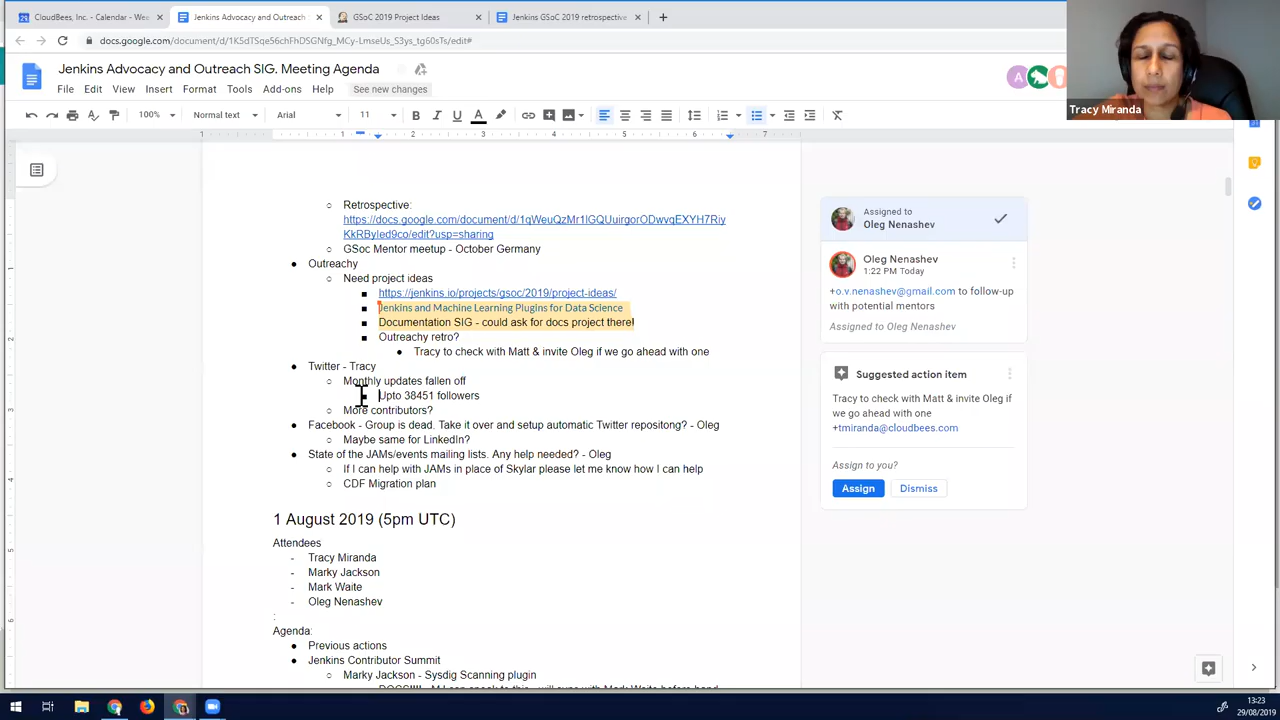 CloudBees, Inc. - Calendar - Wee
Jenkins Advocacy and Outreach
GSoC 2019 Project Ideas
Jenkins GSoC 2019 retrospective
docs.google.com/document/d/1K5dTSqe56chFhDSGNfg_MCy-LmseUs_S3ys_tg60sTs/edit#
Jenkins Advocacy and Outreach SIG. Meeting Agenda
File Edit View Insert Format Tools Add-ons Help See new changes
100% Normal text Arial 11
Tracy Miranda
Retrospective:
https://docs.google.com/document/d/1qWeuQzMr1lGQUuirgorODwvqEXYH7Riy
KkRByIed9co/edit?usp=sharing
GSoc Mentor meetup - October Germany
Outreachy
Need project ideas
https://jenkins.io/projects/gsoc/2019/project-ideas/
Jenkins and Machine Learning Plugins for Data Science
Documentation SIG - could ask for docs project there!
Outreachy retro?
Tracy to check with Matt & invite Oleg if we go ahead with one
Twitter - Tracy
Monthly updates fallen off
Upto 38451 followers
More contributors?
Facebook - Group is dead. Take it over and setup automatic Twitter repositong? - Oleg
Maybe same for LinkedIn?
State of the JAMs/events mailing lists. Any help needed? - Oleg
If I can help with JAMs in place of Skylar please let me know how I can help
CDF Migration plan
1 August 2019 (5pm UTC)
Attendees
- Tracy Miranda
- Marky Jackson
- Mark Waite
- Oleg Nenashev
:
Agenda:
Previous actions
Jenkins Contributor Summit
Marky Jackson - Sysdig Scanning plugin
Assigned to
Oleg Nenashev
Oleg Nenashev
1:22 PM Today
+o.v.nenashev@gmail.com to follow-up
with potential mentors
Assigned to Oleg Nenashev
Suggested action item
Tracy to check with Matt & invite Oleg if
we go ahead with one
+tmiranda@cloudbees.com
Assign to you?
Assign Dismiss
13:23
29/08/2019